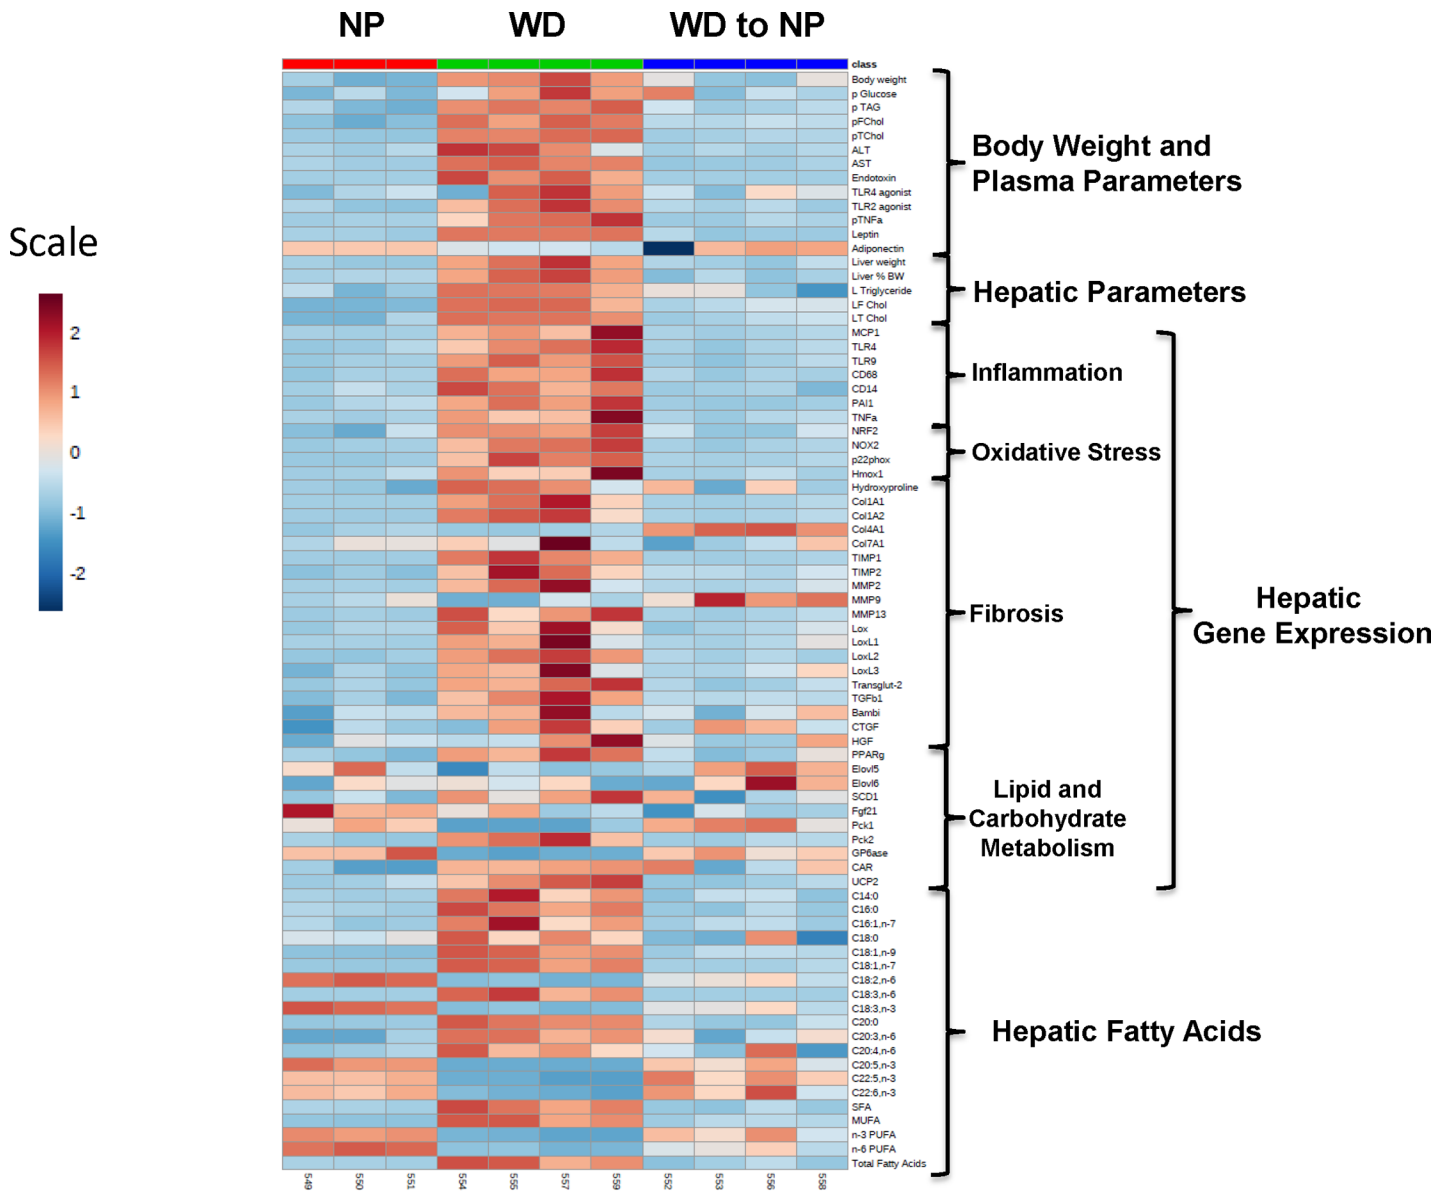 NP WD WD to NP
class
Body weight
p Glucose
p TAG
pFChol
pTChol
ALT
AST
Endotoxin
TLR4 agonist
TLR2 agonist
pTNFa
Leptin
Adiponectin
Liver weight
Liver % BW
L Triglyceride
LF Chol
LT Chol
MCP1
TLR4
TLR9
CD68
CD14
PAI1
TNFa
NRF2
NOX2
p22phox
Hmox1
Hydroxyproline
Col1A1
Col1A2
Col4A1
Col7A1
TIMP1
TIMP2
MMP2
MMP9
MMP13
Lox
LoxL1
LoxL2
LoxL3
Transglut-2
TGFb1
Bambi
CTGF
HGF
PPARg
Elovl5
Elovl6
SCD1
Fgf21
Pck1
Pck2
GP6ase
CAR
UCP2
C14:0
C16:0
C16:1,n-7
C18:0
C18:1,n-9
C18:1,n-7
C18:2,n-6
C18:3,n-6
C18:3,n-3
C20:0
C20:3,n-6
C20:4,n-6
C20:5,n-3
C22:5,n-3
C22:6,n-3
SFA
MUFA
n-3 PUFA
n-6 PUFA
Total Fatty Acids
549 550 551 554 555 557 559 552 553 556 558
Scale
2
1
0
-1
-2
Body Weight and
Plasma Parameters
Hepatic Parameters
Inflammation
Oxidative Stress
Fibrosis
Lipid and
Carbohydrate
Metabolism
Hepatic
Gene Expression
Hepatic Fatty Acids